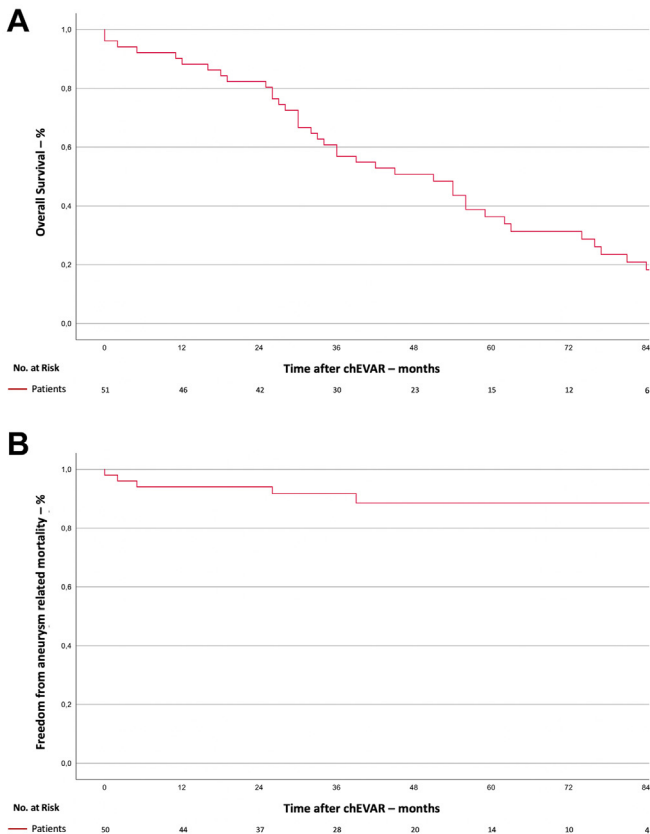 A
1,0
0,8
0,6
0,4
0,2
0,0
Overall Survival – %
0 12 24 36 48 60 72 84
Time after chEVAR – months
No. at Risk
Patients 51 46 42 30 23 15 12 6
B
1,0
0,8
0,6
0,4
0,2
0,0
Freedom from aneurysm related mortality – %
0 12 24 36 48 60 72 84
Time after chEVAR – months
No. at Risk
Patients 50 44 37 28 20 14 10 4